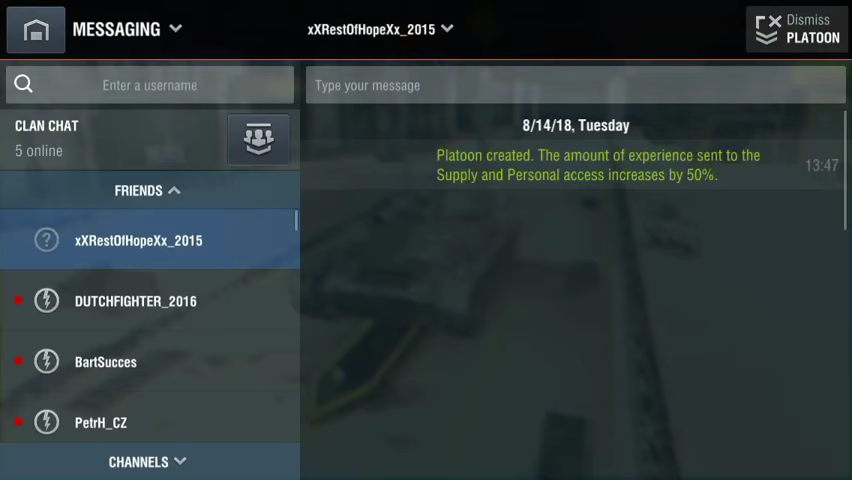 MESSAGING
xXRestOfHopeXx_2015
Dismiss
PLATOON
Enter a username
Type your message
CLAN CHAT
5 online
8/14/18, Tuesday
Platoon created. The amount of experience sent to the
Supply and Personal access increases by 50%.
13:47
FRIENDS
xXRestOfHopeXx_2015
DUTCHFIGHTER_2016
BartSucces
PetrH_CZ
CHANNELS